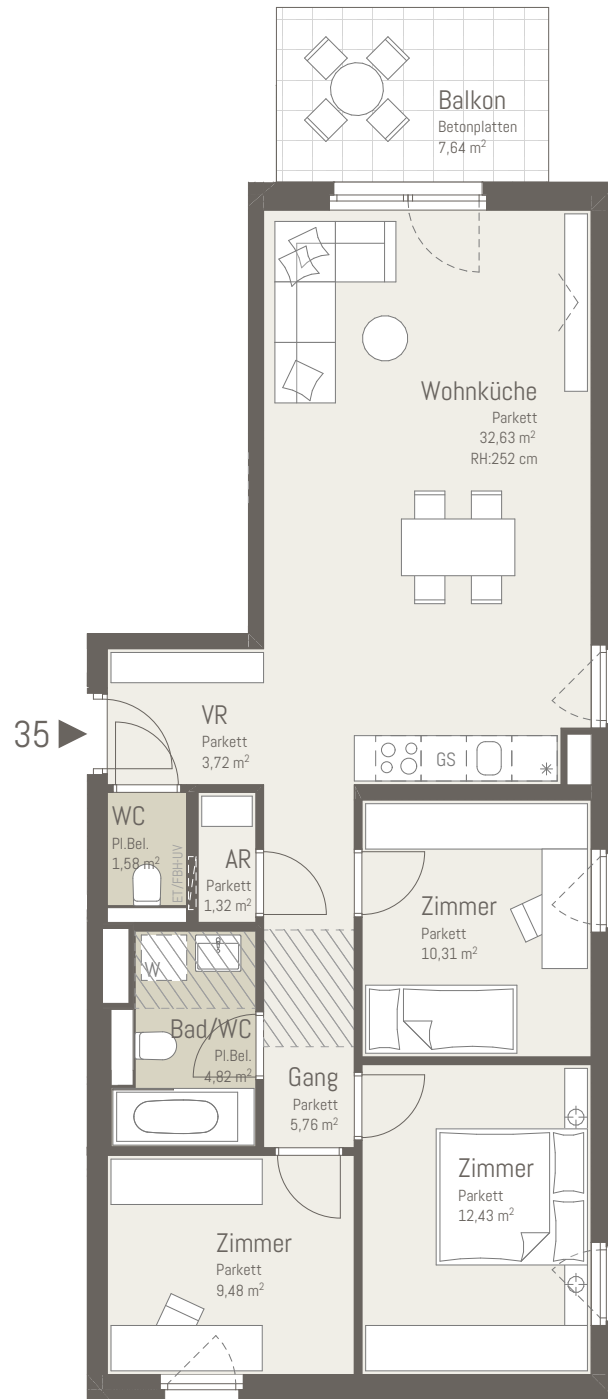 Balkon
Betonplatten
7,64 m²
Wohnküche
Parkett
32,63 m²
RH:252 cm
VR
Parkett
3,72 m²
35
GS
WC
Pl.Bel.
1,58 m²
ET/FBH-UV
AR
Parkett
1,32 m²
Zimmer
Parkett
10,31 m²
W
Bad/WC
Pl.Bel.
4,82 m²
Gang
Parkett
5,76 m²
Zimmer
Parkett
12,43 m²
Zimmer
Parkett
9,48 m²